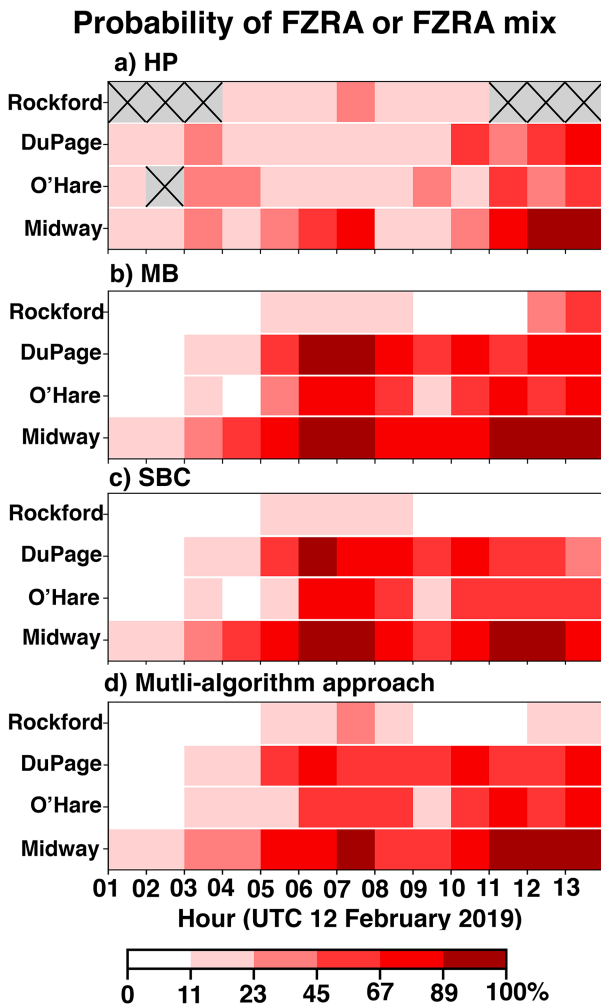 Probability of FZRA or FZRA mix
a) HP
Rockford
DuPage
O'Hare
Midway
b) MB
Rockford
DuPage
O'Hare
Midway
c) SBC
Rockford
DuPage
O'Hare
Midway
d) Mutli-algorithm approach
Rockford
DuPage
O'Hare
Midway
01 02 03 04 05 06 07 08 09 10 11 12 13
Hour (UTC 12 February 2019)
0 11 23 45 67 89 100%